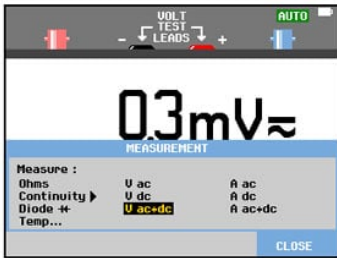 VOLT
TEST
LEADS
- +
AUTO
0.3mV≂
MEASUREMENT
Measure :
Ohms V ac A ac
Continuity ▶ V dc A dc
Diode V ac+dc A ac+dc
Temp...
CLOSE